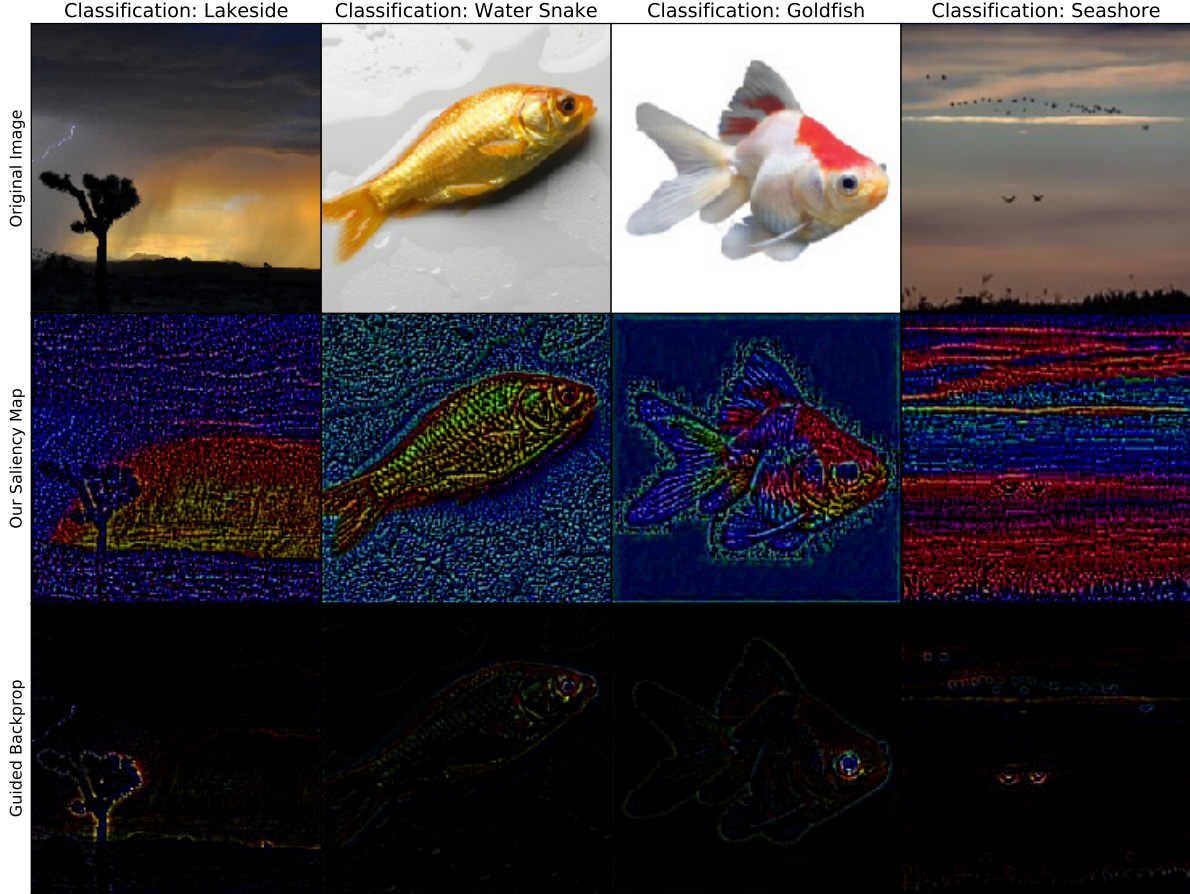 Classification: Lakeside
Classification: Water Snake
Classification: Goldfish
Classification: Seashore
Original Image
Our Saliency Map
Guided Backprop